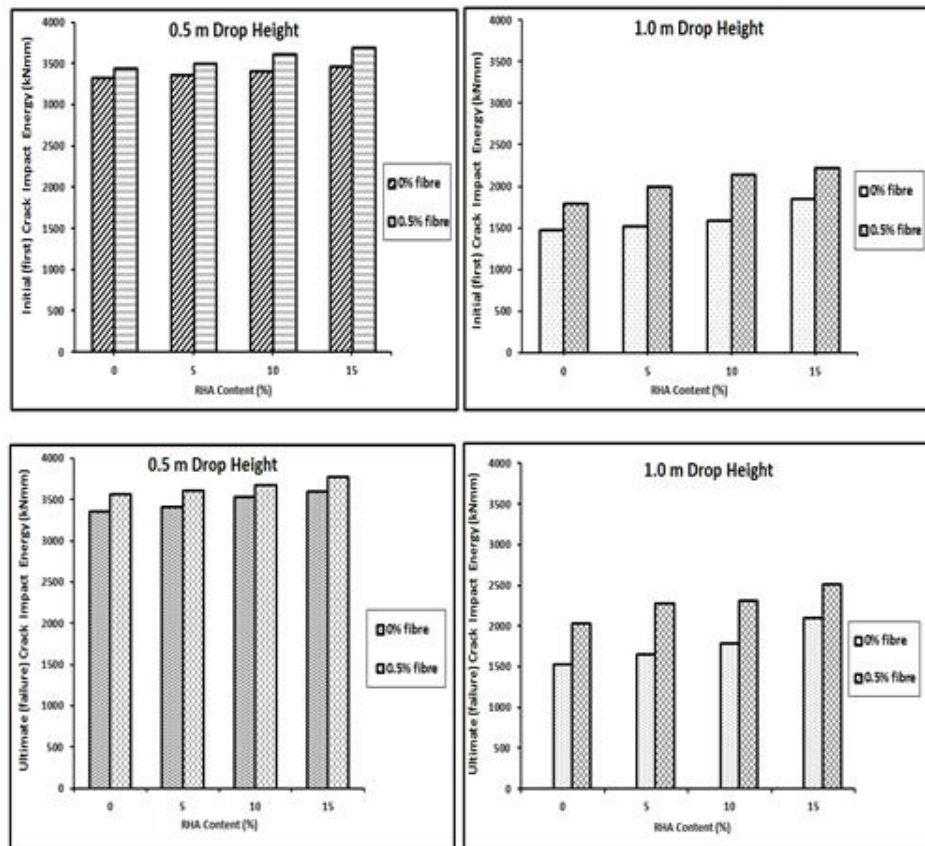 0.5 m Drop Height
Initial (first) Crack Impact Energy (kNmm)
4000
3500
3000
2500
2000
1500
1000
500
0
0 5 10 15
RHA Content (%)
0% fibre
0.5% fibre
1.0 m Drop Height
Initial (first) Crack Impact Energy (kNmm)
4000
3500
3000
2500
2000
1500
1000
500
0
0 5 10 15
RHA Content (%)
0% fibre
0.5% fibre
0.5 m Drop Height
Ultimate (failure) Crack Impact Energy (kNmm)
4000
3500
3000
2500
2000
1500
1000
500
0
0 5 10 15
RHA Content (%)
0% fibre
0.5% fibre
1.0 m Drop Height
Ultimate (failure) Crack Impact Energy (kNmm)
4000
3500
3000
2500
2000
1500
1000
500
0
0 5 10 15
RHA Content (%)
0% fibre
0.5% fibre